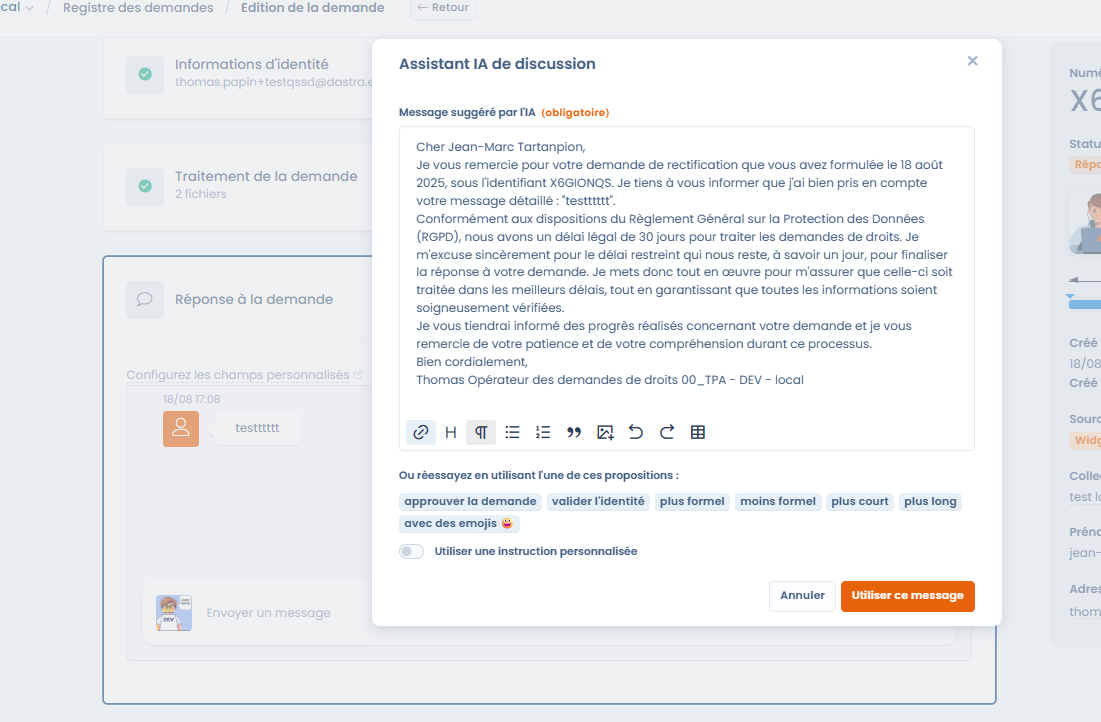 cal / Registre des demandes / Edition de la demande ← Retour
Informations d'identité
thomas.papin+testqssd@dastra.e
Traitement de la demande
2 fichiers
Réponse à la demande
Configurez les champs personnalisés
18/08 17:08
testttttt
Envoyer un message
DEV
Assistant IA de discussion
×
Message suggéré par l'IA (obligatoire)
Cher Jean-Marc Tartanpion,
Je vous remercie pour votre demande de rectification que vous avez formulée le 18 août
2025, sous l'identifiant X6GIONQS. Je tiens à vous informer que j'ai bien pris en compte
votre message détaillé : "testttttt".
Conformément aux dispositions du Règlement Général sur la Protection des Données
(RGPD), nous avons un délai légal de 30 jours pour traiter les demandes de droits. Je
m'excuse sincèrement pour le délai restreint qui nous reste, à savoir un jour, pour finaliser
la réponse à votre demande. Je mets donc tout en œuvre pour m'assurer que celle-ci soit
traitée dans les meilleurs délais, tout en garantissant que toutes les informations soient
soigneusement vérifiées.
Je vous tiendrai informé des progrès réalisés concernant votre demande et je vous
remercie de votre patience et de votre compréhension durant ce processus.
Bien cordialement,
Thomas Opérateur des demandes de droits 00_TPA - DEV - local
H
Ou réessayez en utilisant l'une de ces propositions :
approuver la demande valider l'identité plus formel moins formel plus court plus long
avec des emojis 😀
Utiliser une instruction personnalisée
Annuler Utiliser ce message
Numé
X6
Statu
Répo
Créé
18/08
Créé
Sourc
Widg
Collec
test lo
Préno
jean-
Adres
thom